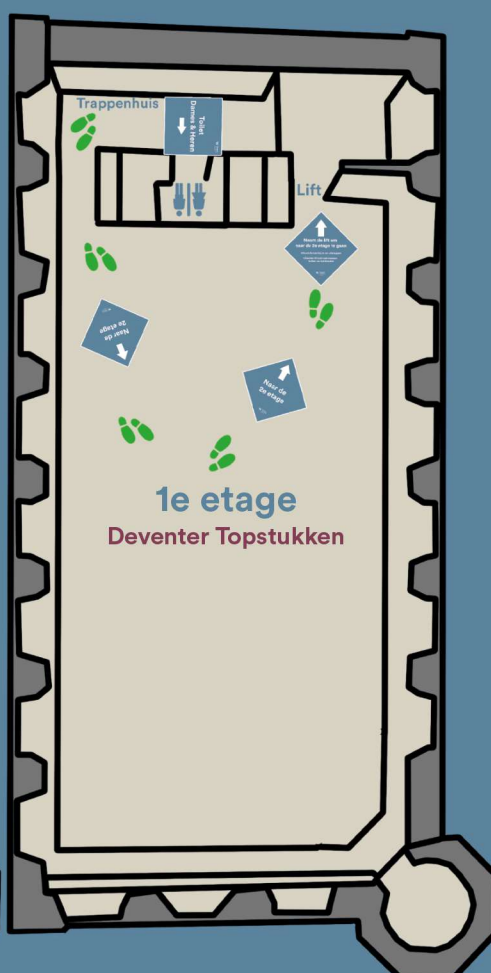 Trappenhuis
Toilet
Dames & Heren
Lift
Neem de lift om
naar de 2e etage te gaan
Naar de
2e etage
Naar de
2e etage
1e etage
Deventer Topstukken